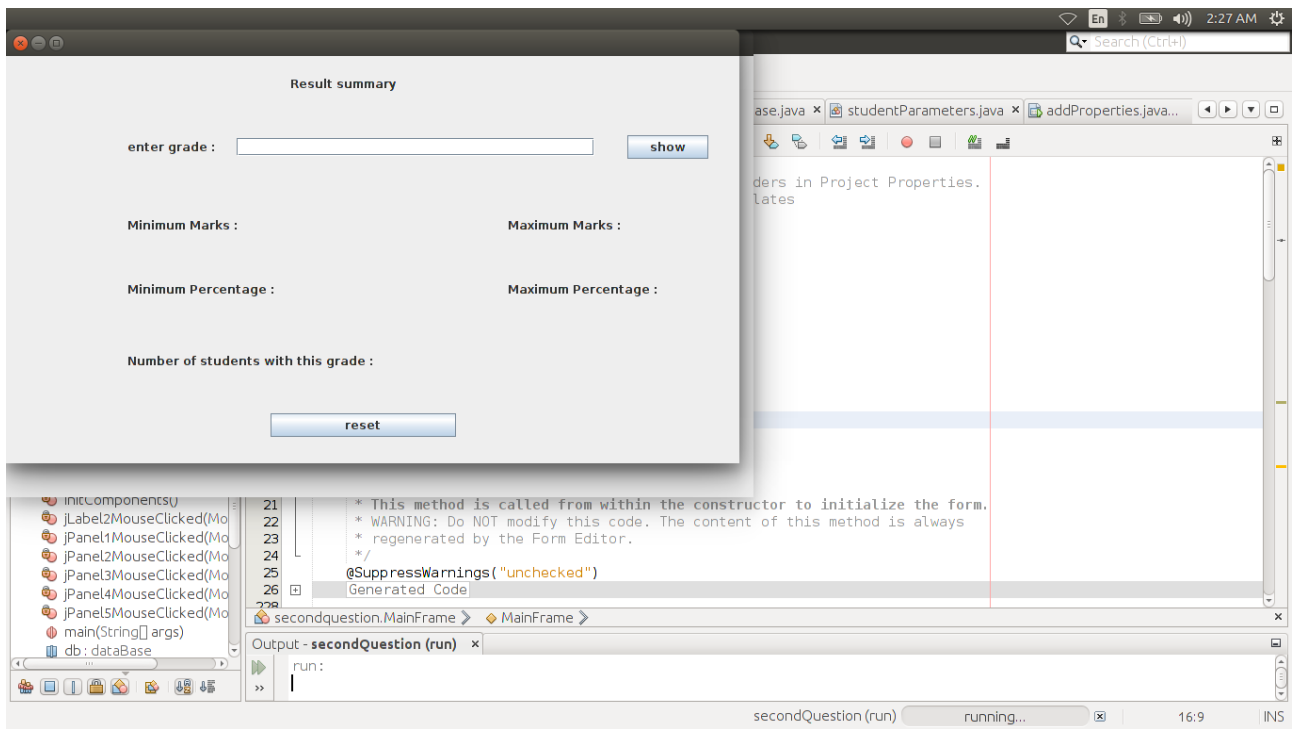 En 2:27 AM
Search (Ctrl+I)
Result summary
enter grade :
show
Minimum Marks :
Maximum Marks :
Minimum Percentage :
Maximum Percentage :
Number of students with this grade :
reset
ase.java × studentParameters.java × addProperties.java...
ders in Project Properties.
lates
initComponents()
jLabel2MouseClicked(Mo
jPanel1MouseClicked(Mo
jPanel2MouseClicked(Mo
jPanel3MouseClicked(Mo
jPanel4MouseClicked(Mo
jPanel5MouseClicked(Mo
main(String[] args)
db : dataBase
21 * This method is called from within the constructor to initialize the form.
22 * WARNING: Do NOT modify this code. The content of this method is always
23 * regenerated by the Form Editor.
24 */
25 @SuppressWarnings("unchecked")
26 Generated Code
228
secondquestion.MainFrame MainFrame
Output - secondQuestion (run) ×
run:
secondQuestion (run) running... 16:9 INS